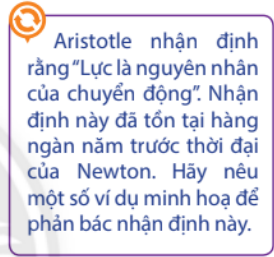 Aristotle nhận định
rằng “Lực là nguyên nhân
của chuyển động”. Nhận
định này đã tồn tại hàng
ngàn năm trước thời đại
của Newton. Hãy nêu
một số ví dụ minh hoạ để
phản bác nhận định này.